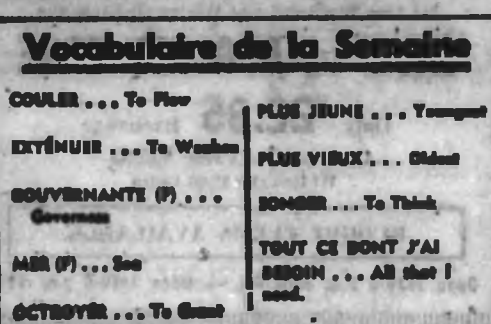 Vocabulaire de la Semaine
COULER ... To Flow
EXTÉNUER ... To Weaken
GOUVERNANTE (F) ...
Governess
MER (F) ... Sea
OCTROYER ... To Grant
PLUS JEUNE ... Youngest
PLUS VIEUX ... Oldest
SONGER ... To Think
TOUT CE DONT J'AI
BESOIN ... All that I
need.